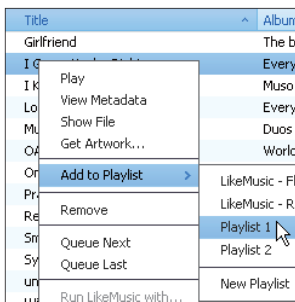 Title
Album
Girlfriend
The b
Every
Play
Muso
View Metadata
Every
Show File
Duos
Get Artwork...
World
Add to Playlist
LikeMusic - Fl
LikeMusic - R
Remove
Playlist 1
Queue Next
Playlist 2
Queue Last
New Playlist
Run LikeMusic with...